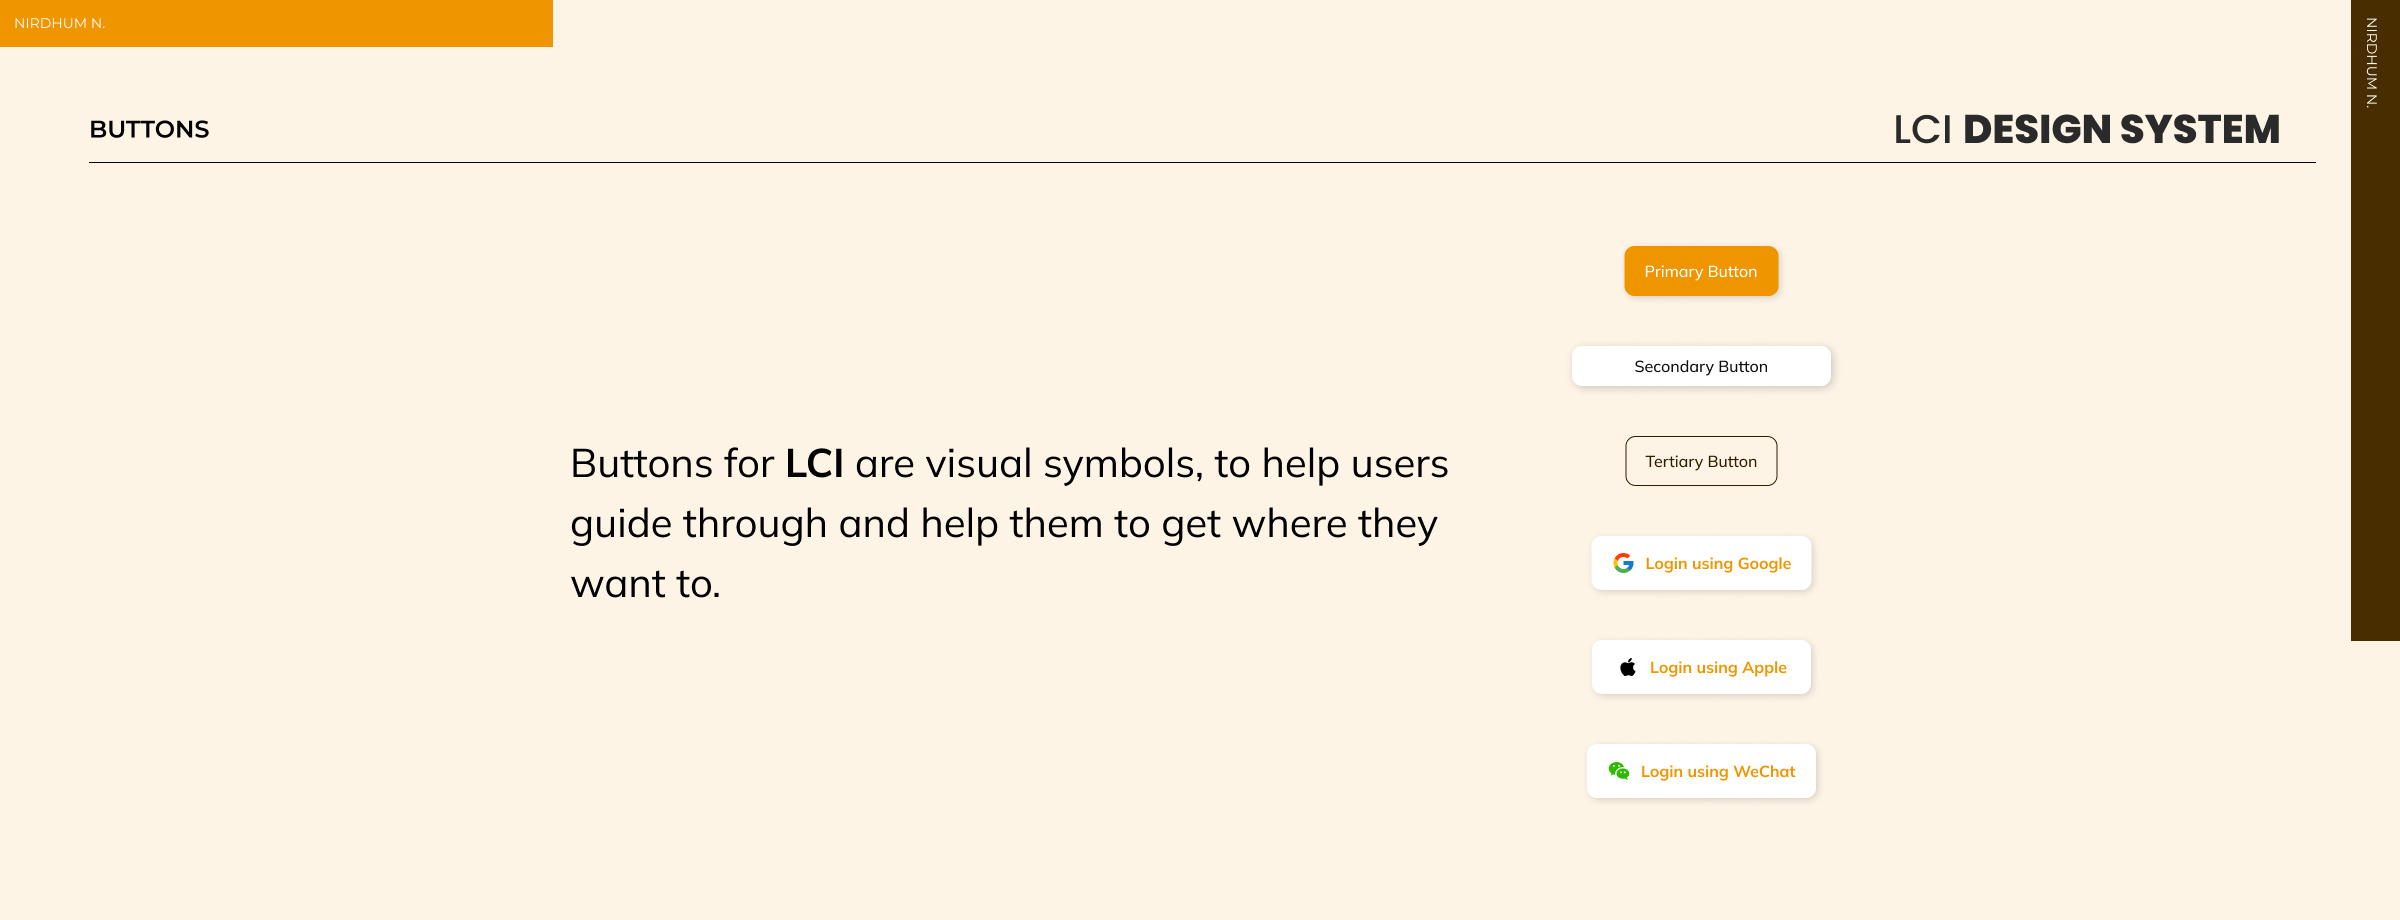 NIRDHUM N.
NIRDHUM N.
BUTTONS
LCI DESIGN SYSTEM
Buttons for LCI are visual symbols, to help users
guide through and help them to get where they
want to.
Primary Button
Secondary Button
Tertiary Button
Login using Google
Login using Apple
Login using WeChat